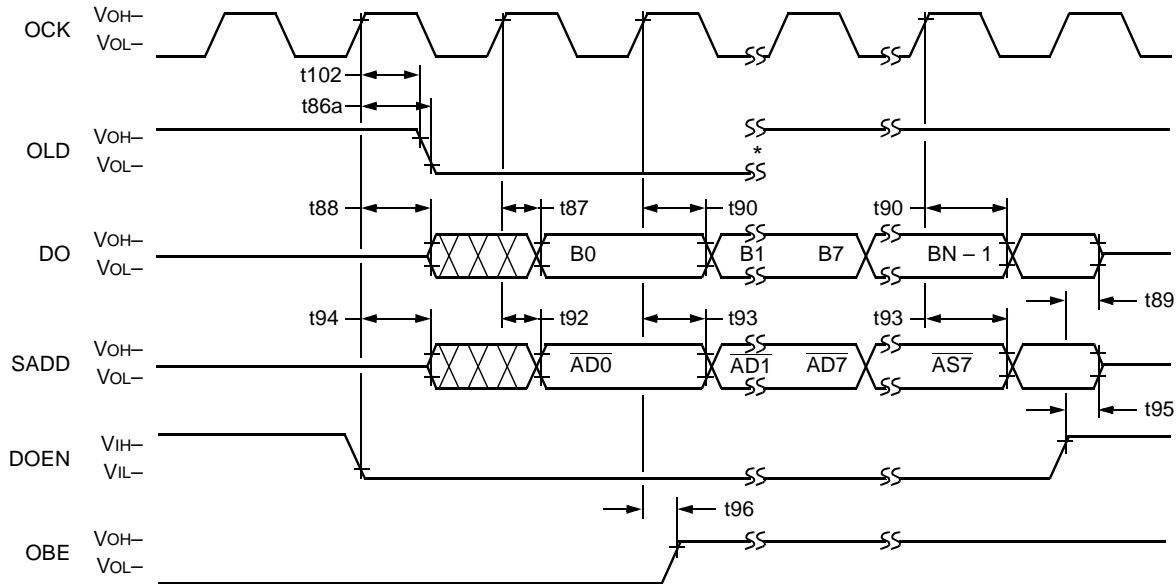 OCK VOH–
VOL–
t102
t86a
OLD VOH–
VOL–
*
t88 t87 t90 t90
DO VOH–
VOL–
B0 B1 B7 BN – 1
t89
t94 t92 t93 t93
SADD VOH–
VOL–
AD0 AD1 AD7 AS7
t95
DOEN VIH–
VIL–
t96
OBE VOH–
VOL–